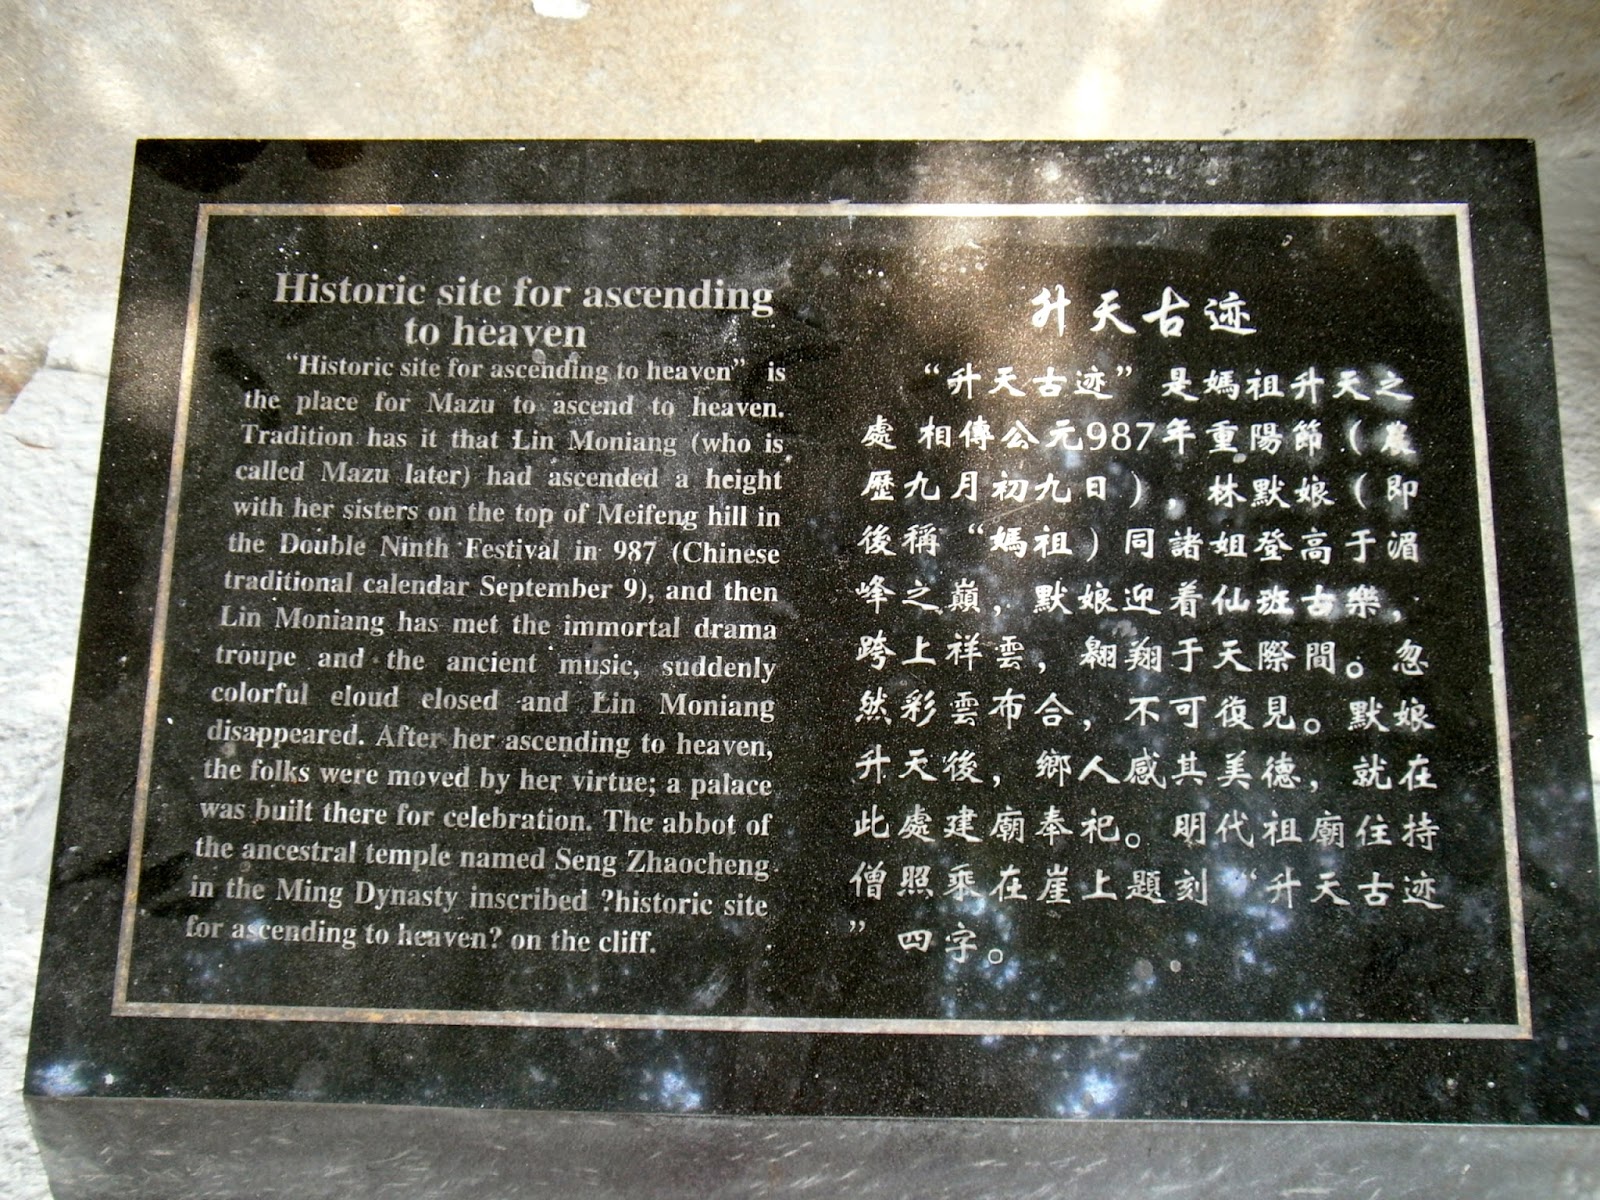 Historic site for ascending
to heaven
“Historic site for ascending to heaven” is
the place for Mazu to ascend to heaven.
Tradition has it that Lin Moniang (who is
called Mazu later) had ascended a height
with her sisters on the top of Meifeng hill in
the Double Ninth Festival in 987 (Chinese
traditional calendar September 9), and then
Lin Moniang has met the immortal drama
troupe and the ancient music, suddenly
colorful eloud elosed and Lin Moniang
disappeared. After her ascending to heaven,
the folks were moved by her virtue; a palace
was built there for celebration. The abbot of
the ancestral temple named Seng Zhaocheng
in the Ming Dynasty inscribed ?historic site
for ascending to heaven? on the cliff.
升天古迹
“升天古迹” 是媽祖升天之
處 相傳公元987年重陽節（農
歷九月初九日），林默娘（即
後稱“媽祖）同諸姐登高于湄
峰之巔，默娘迎着仙班古樂，
跨上祥雲，翱翔于天際間。忽
然彩雲布合，不可復見。默娘
升天後，鄉人感其美德，就在
此處建廟奉祀。明代祖廟住持
僧照乘在崖上題刻“升天古迹
” 四字。